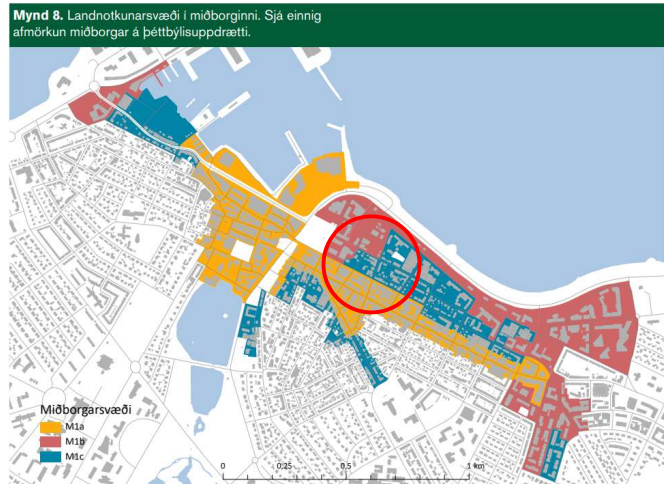 Mynd 8. Landnotkunarsvæði í miðborginni. Sjá einnig
afmörkun miðborgar á þéttbýlisuppdrætti.
Miðborgarsvæði
M1a
M1b
M1c
0 0,25 0,5 1 km